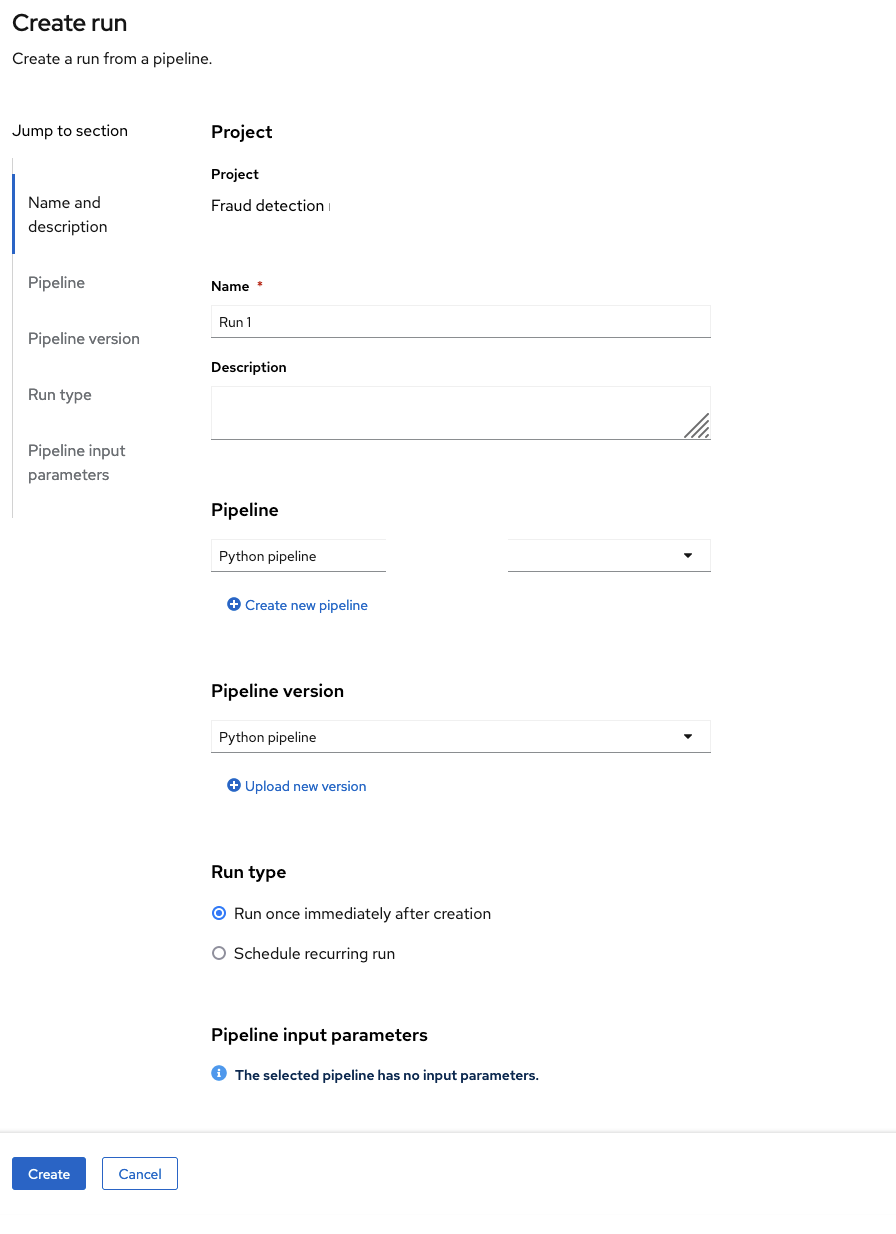 Create run
Create a run from a pipeline.
Jump to section
Name and
description
Pipeline
Pipeline version
Run type
Pipeline input
parameters
Project
Project
Fraud detection
Name *
Run 1
Description
Pipeline
Python pipeline
Create new pipeline
Pipeline version
Python pipeline
Upload new version
Run type
Run once immediately after creation
Schedule recurring run
Pipeline input parameters
The selected pipeline has no input parameters.
Create
Cancel